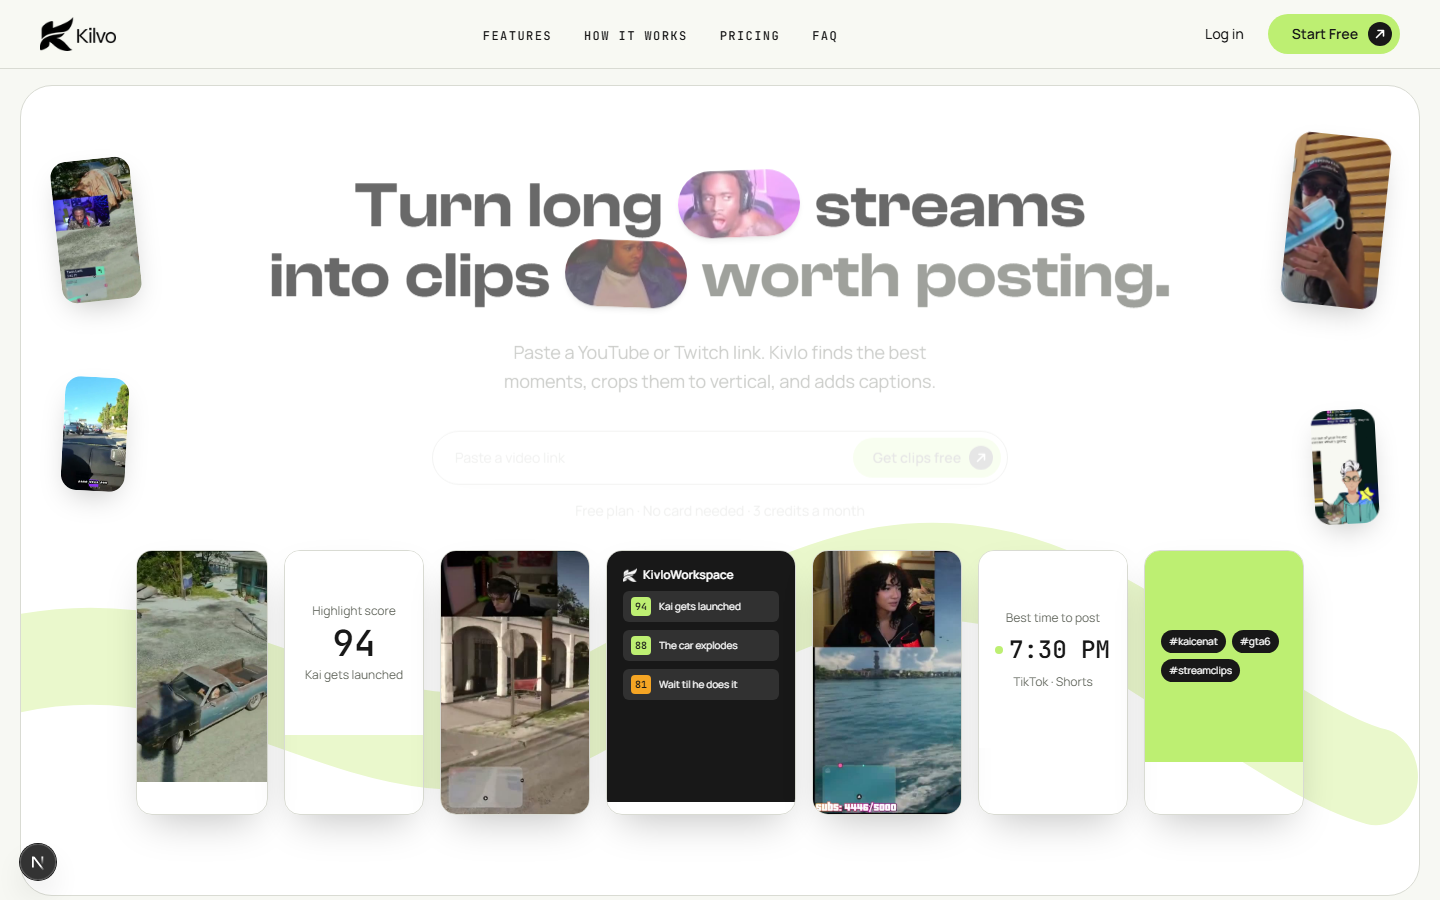 Kilvo
FEATURES
HOW IT WORKS
PRICING
FAQ
Log in
Start Free
Turn long streams
into clips worth posting.
Paste a YouTube or Twitch link. Kivlo finds the best
moments, crops them to vertical, and adds captions.
Paste a video link
Get clips free
Free plan · No card needed · 3 credits a month
Highlight score
94
Kai gets launched
KivloWorkspace
94 Kai gets launched
88 The car explodes
81 Wait til he does it
subs: 4446/5000
Best time to post
7:30 PM
TikTok · Shorts
#kaicenat #gta6
#streamclips
N